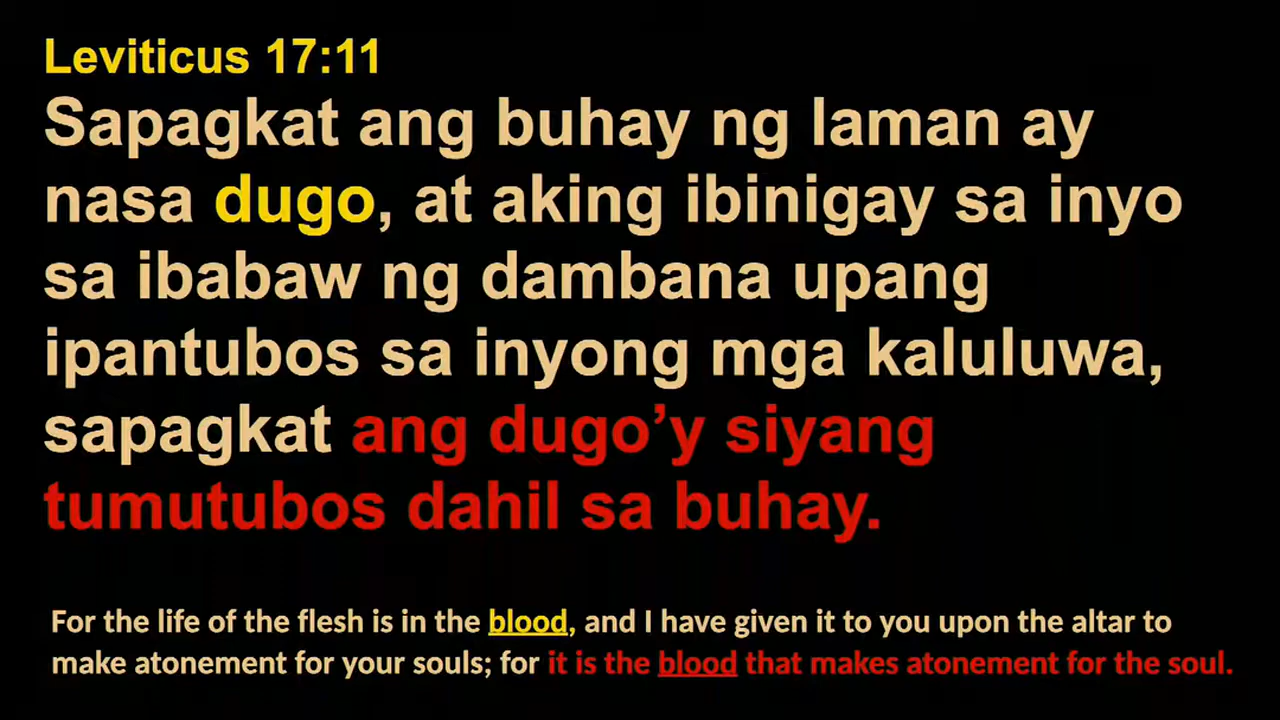 Leviticus 17:11
Sapagkat ang buhay ng laman ay
nasa dugo, at aking ibinigay sa inyo
sa ibabaw ng dambana upang
ipantubos sa inyong mga kaluluwa,
sapagkat ang dugo’y siyang
tumutubos dahil sa buhay.
For the life of the flesh is in the blood, and I have given it to you upon the altar to
make atonement for your souls; for it is the blood that makes atonement for the soul.